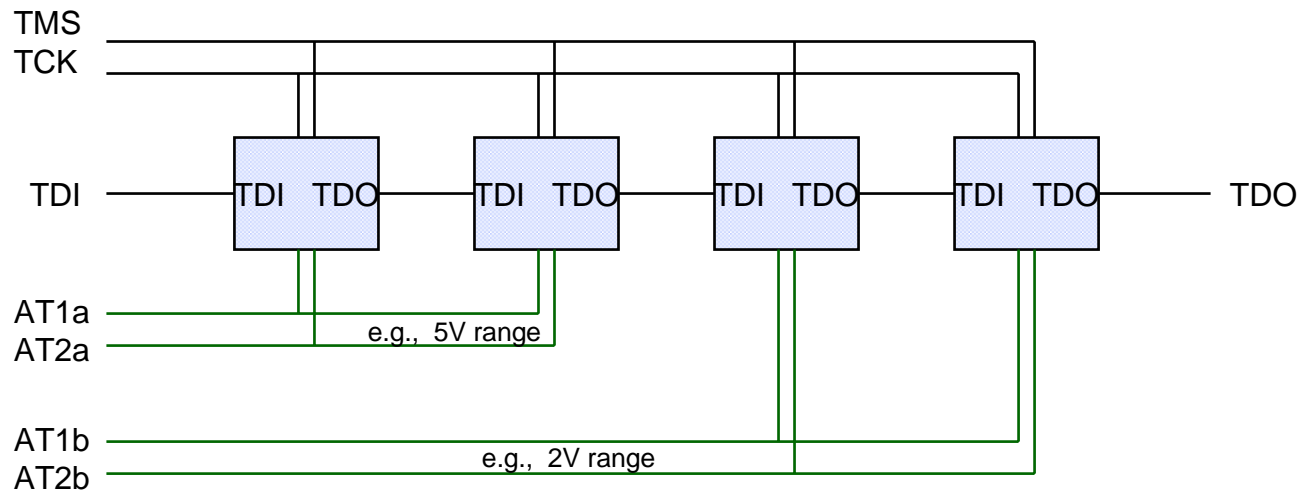 TMS
TCK
TDI TDI TDO TDI TDO TDI TDO TDI TDO TDO
AT1a
e.g., 5V range
AT2a
AT1b
e.g., 2V range
AT2b